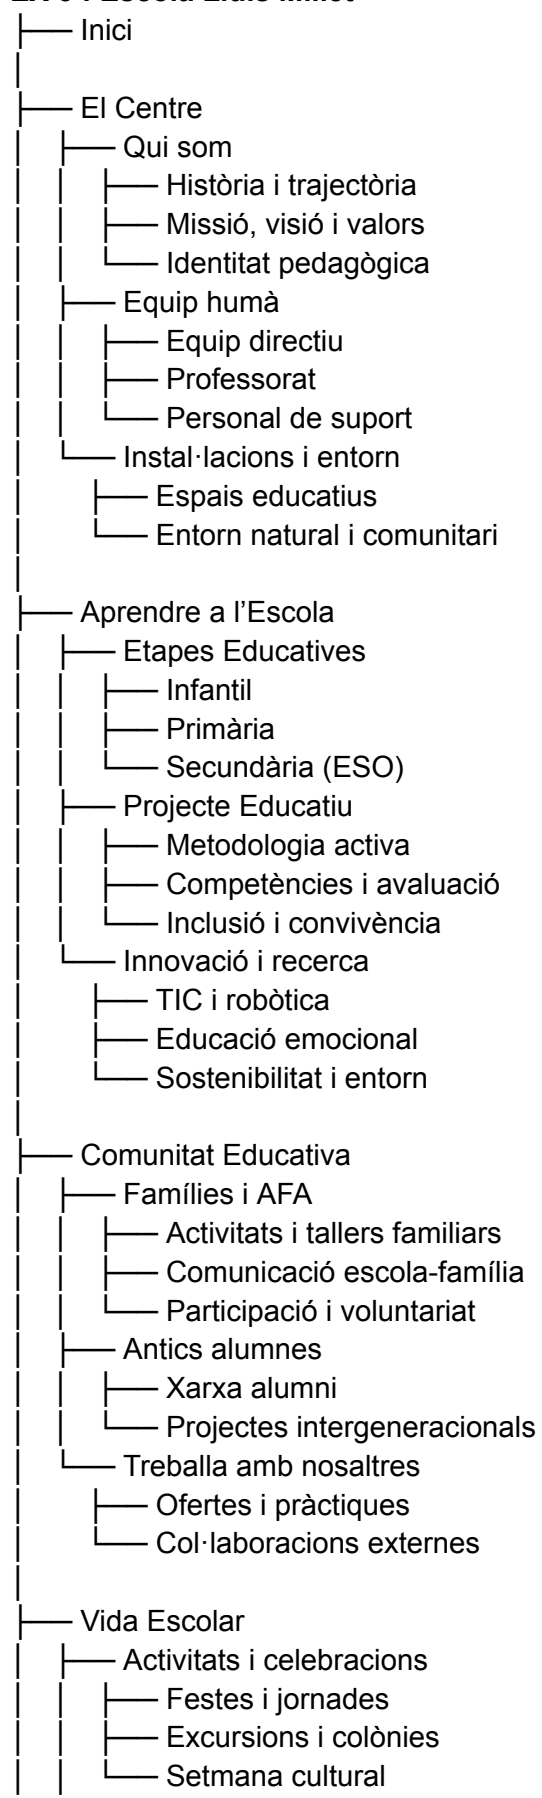 ├── Inici
│
├── El Centre
│   ├── Qui som
│   │   ├── Història i trajectòria
│   │   ├── Missió, visió i valors
│   │   └── Identitat pedagògica
│   ├── Equip humà
│   │   ├── Equip directiu
│   │   ├── Professorat
│   │   └── Personal de suport
│   └── Instal·lacions i entorn
│       ├── Espais educatius
│       └── Entorn natural i comunitari
│
├── Aprendre a l’Escola
│   ├── Etapes Educatives
│   │   ├── Infantil
│   │   ├── Primària
│   │   └── Secundària (ESO)
│   ├── Projecte Educatiu
│   │   ├── Metodologia activa
│   │   ├── Competències i avaluació
│   │   └── Inclusió i convivència
│   └── Innovació i recerca
│       ├── TIC i robòtica
│       ├── Educació emocional
│       └── Sostenibilitat i entorn
│
├── Comunitat Educativa
│   ├── Famílies i AFA
│   │   ├── Activitats i tallers familiars
│   │   ├── Comunicació escola-família
│   │   └── Participació i voluntariat
│   ├── Antics alumnes
│   │   ├── Xarxa alumni
│   │   └── Projectes intergeneracionals
│   └── Treballa amb nosaltres
│       ├── Ofertes i pràctiques
│       └── Col·laboracions externes
│
├── Vida Escolar
│   ├── Activitats i celebracions
│   │   ├── Festes i jornades
│   │   ├── Excursions i colònies
│   │   └── Setmana cultural